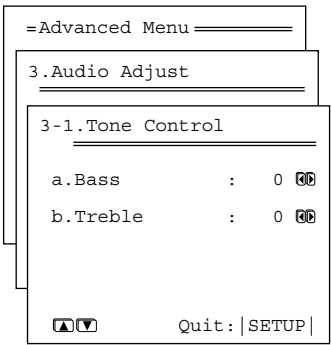 =Advanced Menu
3.Audio Adjust
3-1.Tone Control
a.Bass : 0
b.Treble : 0
Quit:|SETUP|